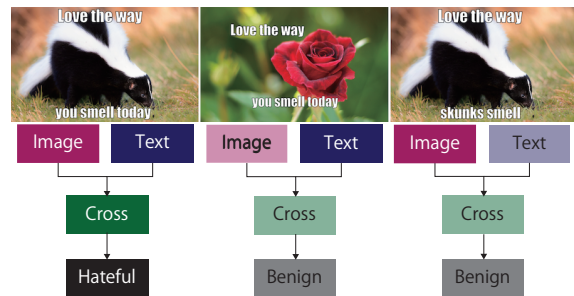 Love the way
you smell today
Image
Text
Cross
Hateful
Love the way
you smell today
Image
Text
Cross
Benign
Love the way
skunks smell
Image
Text
Cross
Benign